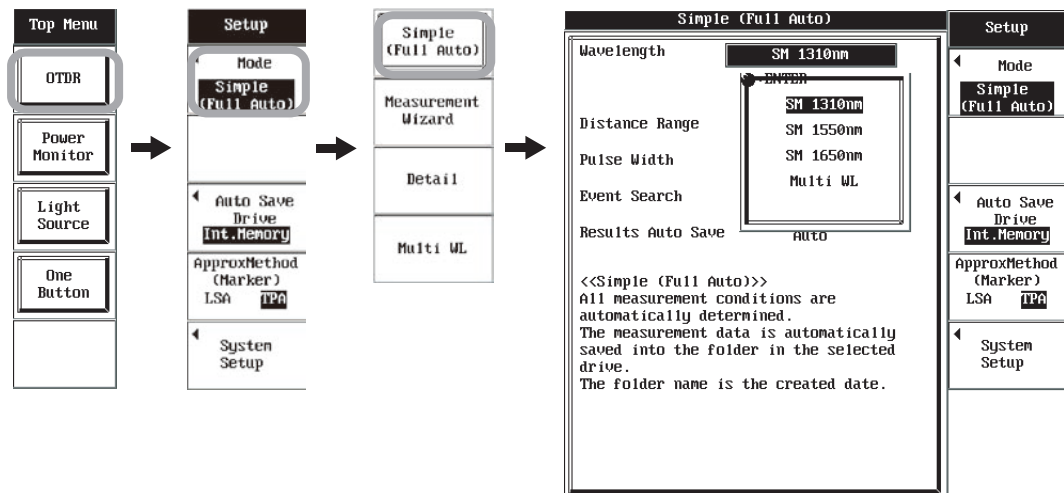 Top Menu
OTDR
Power
Monitor
Light
Source
One
Button
Setup
Mode
Simple
(Full Auto)
Auto Save
Drive
Int.Memory
ApproxMethod
(Marker)
LSA TPA
System
Setup
Simple
(Full Auto)
Measurement
Wizard
Detail
Multi WL
Simple (Full Auto)
Wavelength SM 1310nm
:ENTER
SM 1310nm
SM 1550nm
SM 1650nm
Multi WL
Distance Range
Pulse Width
Event Search
Results Auto Save Auto
<<Simple (Full Auto)>>
All measurement conditions are
automatically determined.
The measurement data is automatically
saved into the folder in the selected
drive.
The folder name is the created date.
Setup
Mode
Simple
(Full Auto)
Auto Save
Drive
Int.Memory
ApproxMethod
(Marker)
LSA TPA
System
Setup